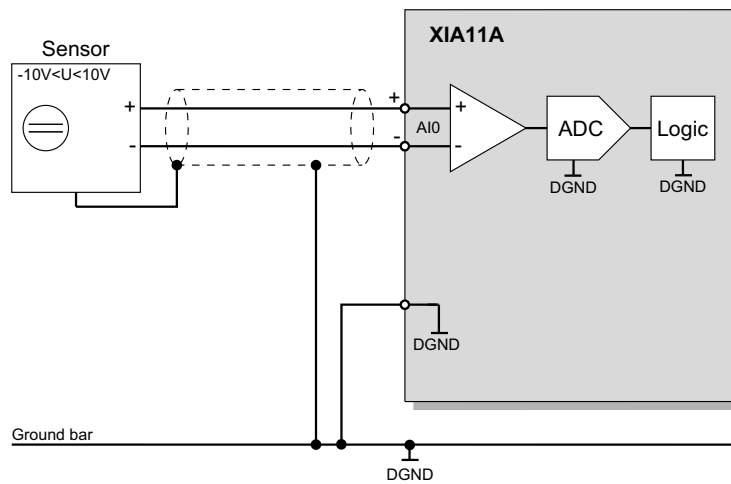 XIA11A
Sensor
-10V<U<10V
+
-
+
-
AI0
+
-
ADC
Logic
DGND
DGND
DGND
Ground bar
DGND